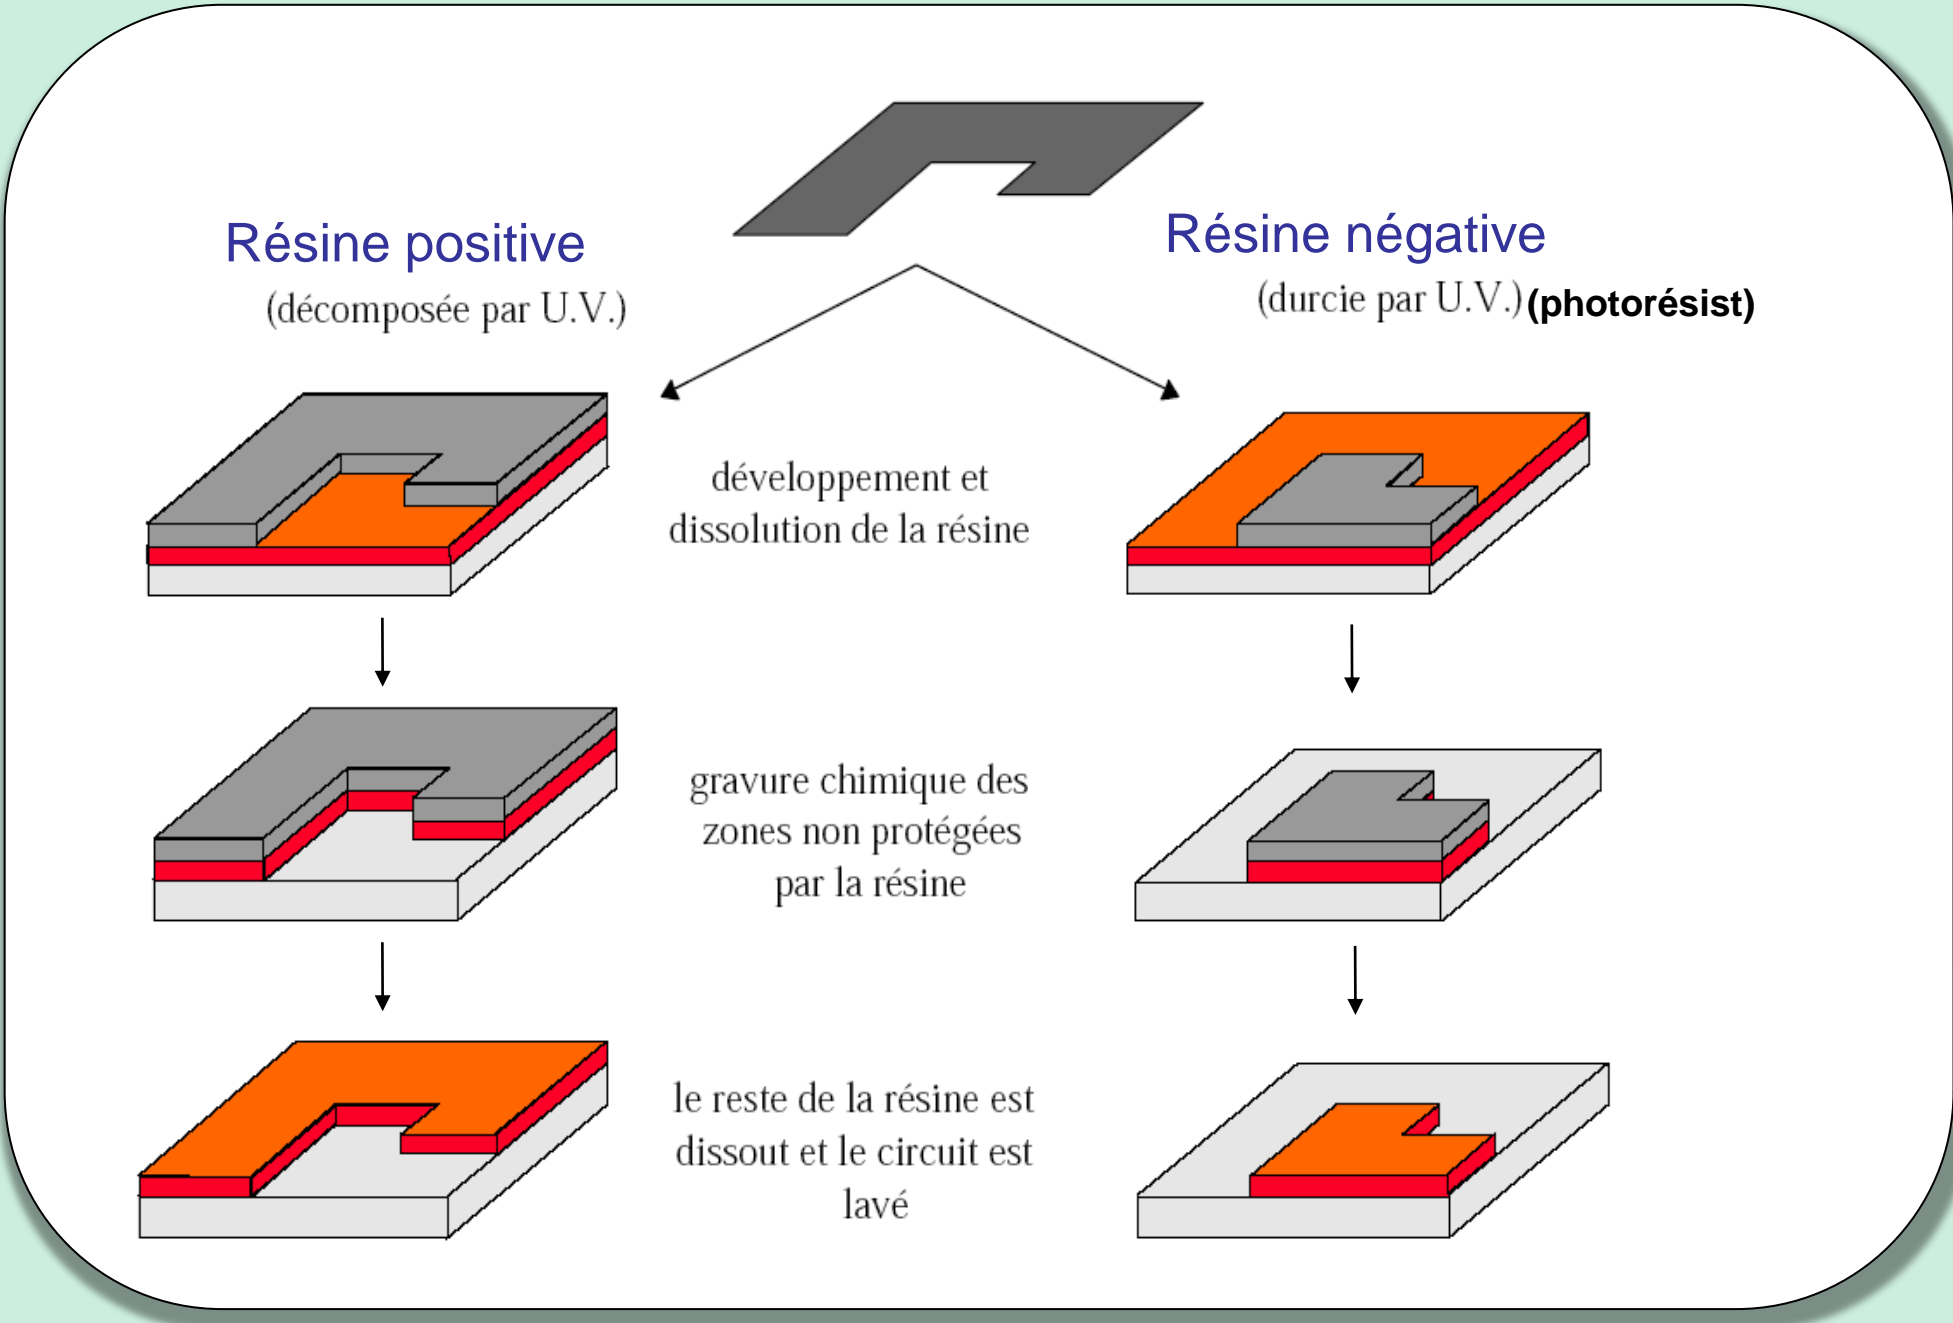 Résine positive
(décomposée par U.V.)
Résine négative
(durcie par U.V.) (photorésist)
développement et
dissolution de la résine
gravure chimique des
zones non protégées
par la résine
le reste de la résine est
dissout et le circuit est
lavé